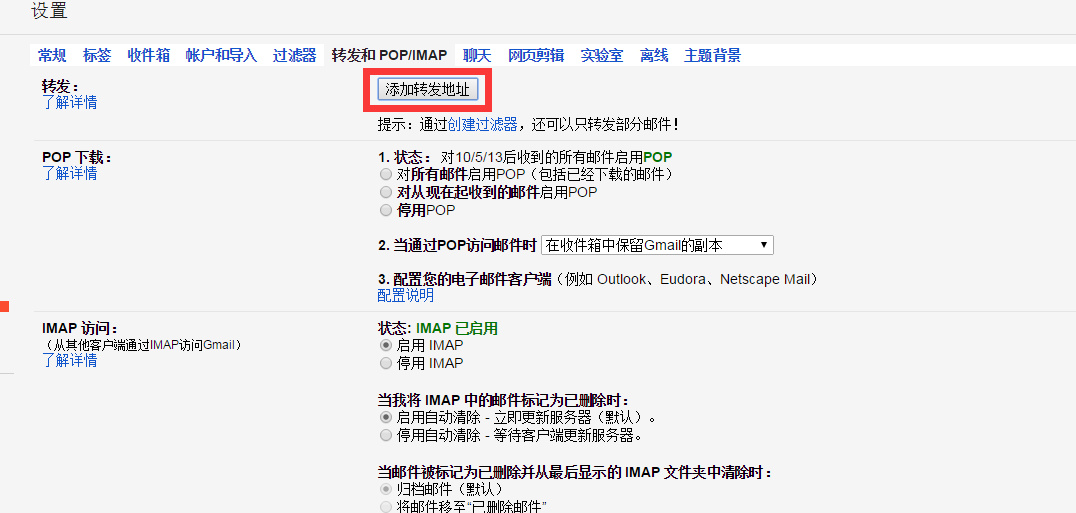 设置
常规 标签 收件箱 帐户和导入 过滤器 转发和 POP/IMAP 聊天 网页剪辑 实验室 离线 主题背景
转发： 添加转发地址
了解详情
提示：通过创建过滤器，还可以只转发部分邮件！
POP 下载： 1. 状态： 对10/5/13后收到的所有邮件启用POP
了解详情 对所有邮件启用POP（包括已经下载的邮件）
对从现在起收到的邮件启用POP
停用POP
2. 当通过POP访问邮件时 在收件箱中保留Gmail的副本
3. 配置您的电子邮件客户端（例如 Outlook、Eudora、Netscape Mail）
配置说明
IMAP 访问： 状态: IMAP 已启用
（从其他客户端通过IMAP访问Gmail） 启用 IMAP
了解详情 停用 IMAP
当我将 IMAP 中的邮件标记为已删除时：
启用自动清除 - 立即更新服务器（默认）。
停用自动清除 - 等待客户端更新服务器。
当邮件被标记为已删除并从最后显示的 IMAP 文件夹中清除时：
归档邮件（默认）
将邮件移至“已删除邮件”